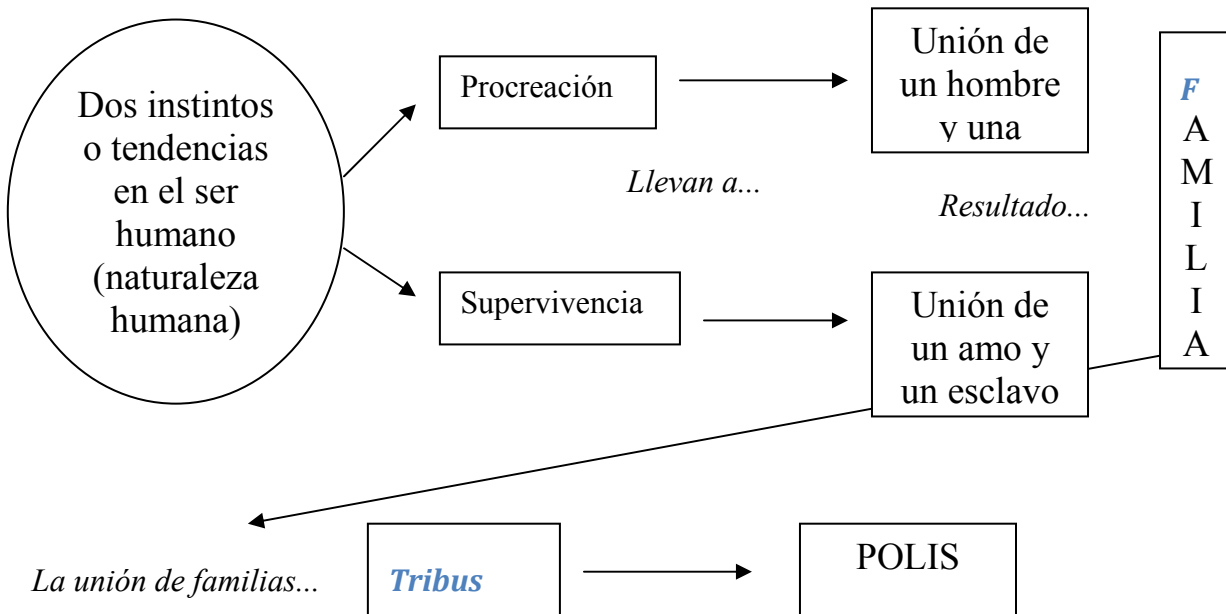 Dos instintos
o tendencias
en el ser
humano
(naturaleza
humana)
Procreación
Llevan a...
Supervivencia
Unión de
un hombre
y una
Resultado...
Unión de
un amo y
un esclavo
F
A
M
I
L
I
A
La unión de familias...
Tribus
POLIS